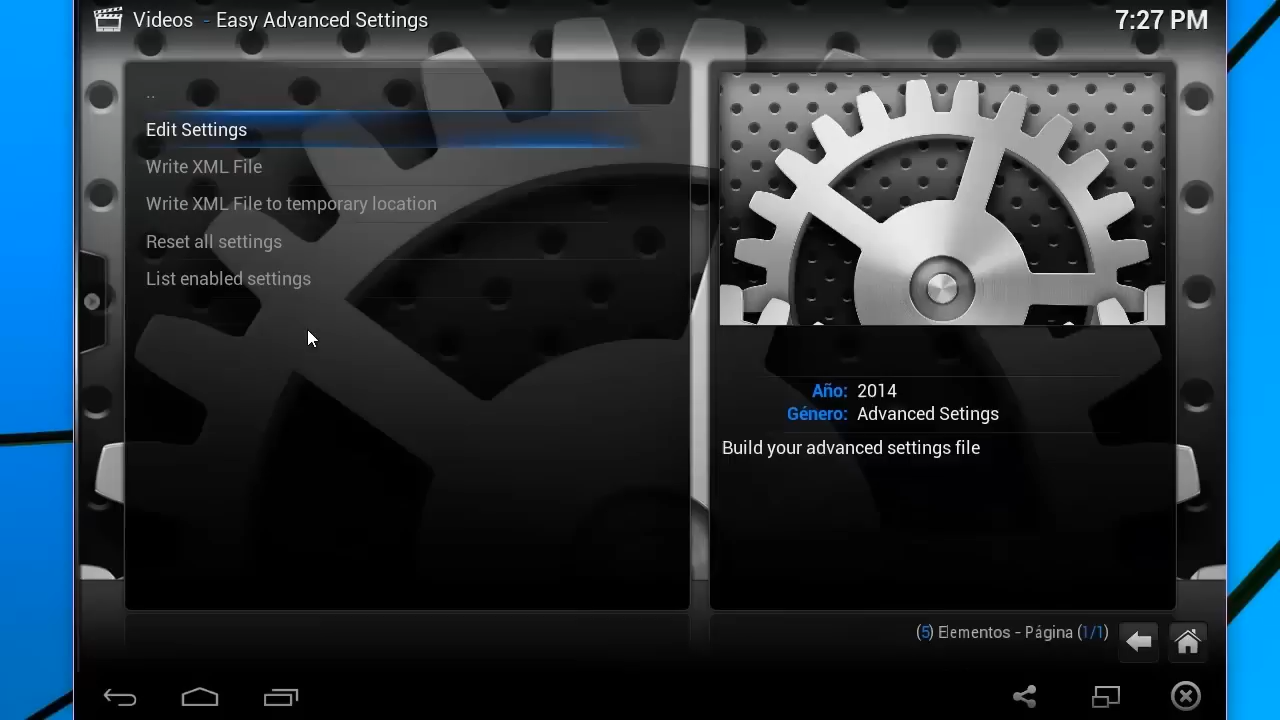 Videos - Easy Advanced Settings
7:27 PM
..
Edit Settings
Write XML File
Write XML File to temporary location
Reset all settings
List enabled settings
Año: 2014
Género: Advanced Setings
Build your advanced settings file
(5) Elementos - Página (1/1)